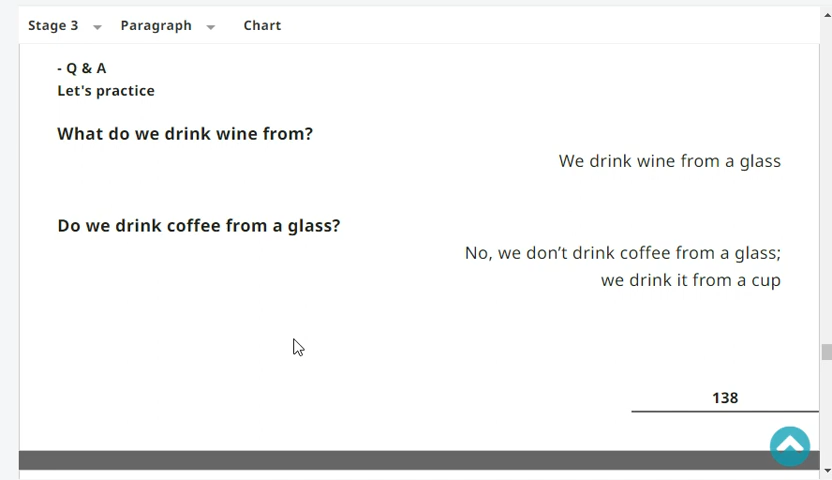 Stage 3 Paragraph Chart
- Q & A
Let's practice
What do we drink wine from?
We drink wine from a glass
Do we drink coffee from a glass?
No, we don’t drink coffee from a glass;
we drink it from a cup
138